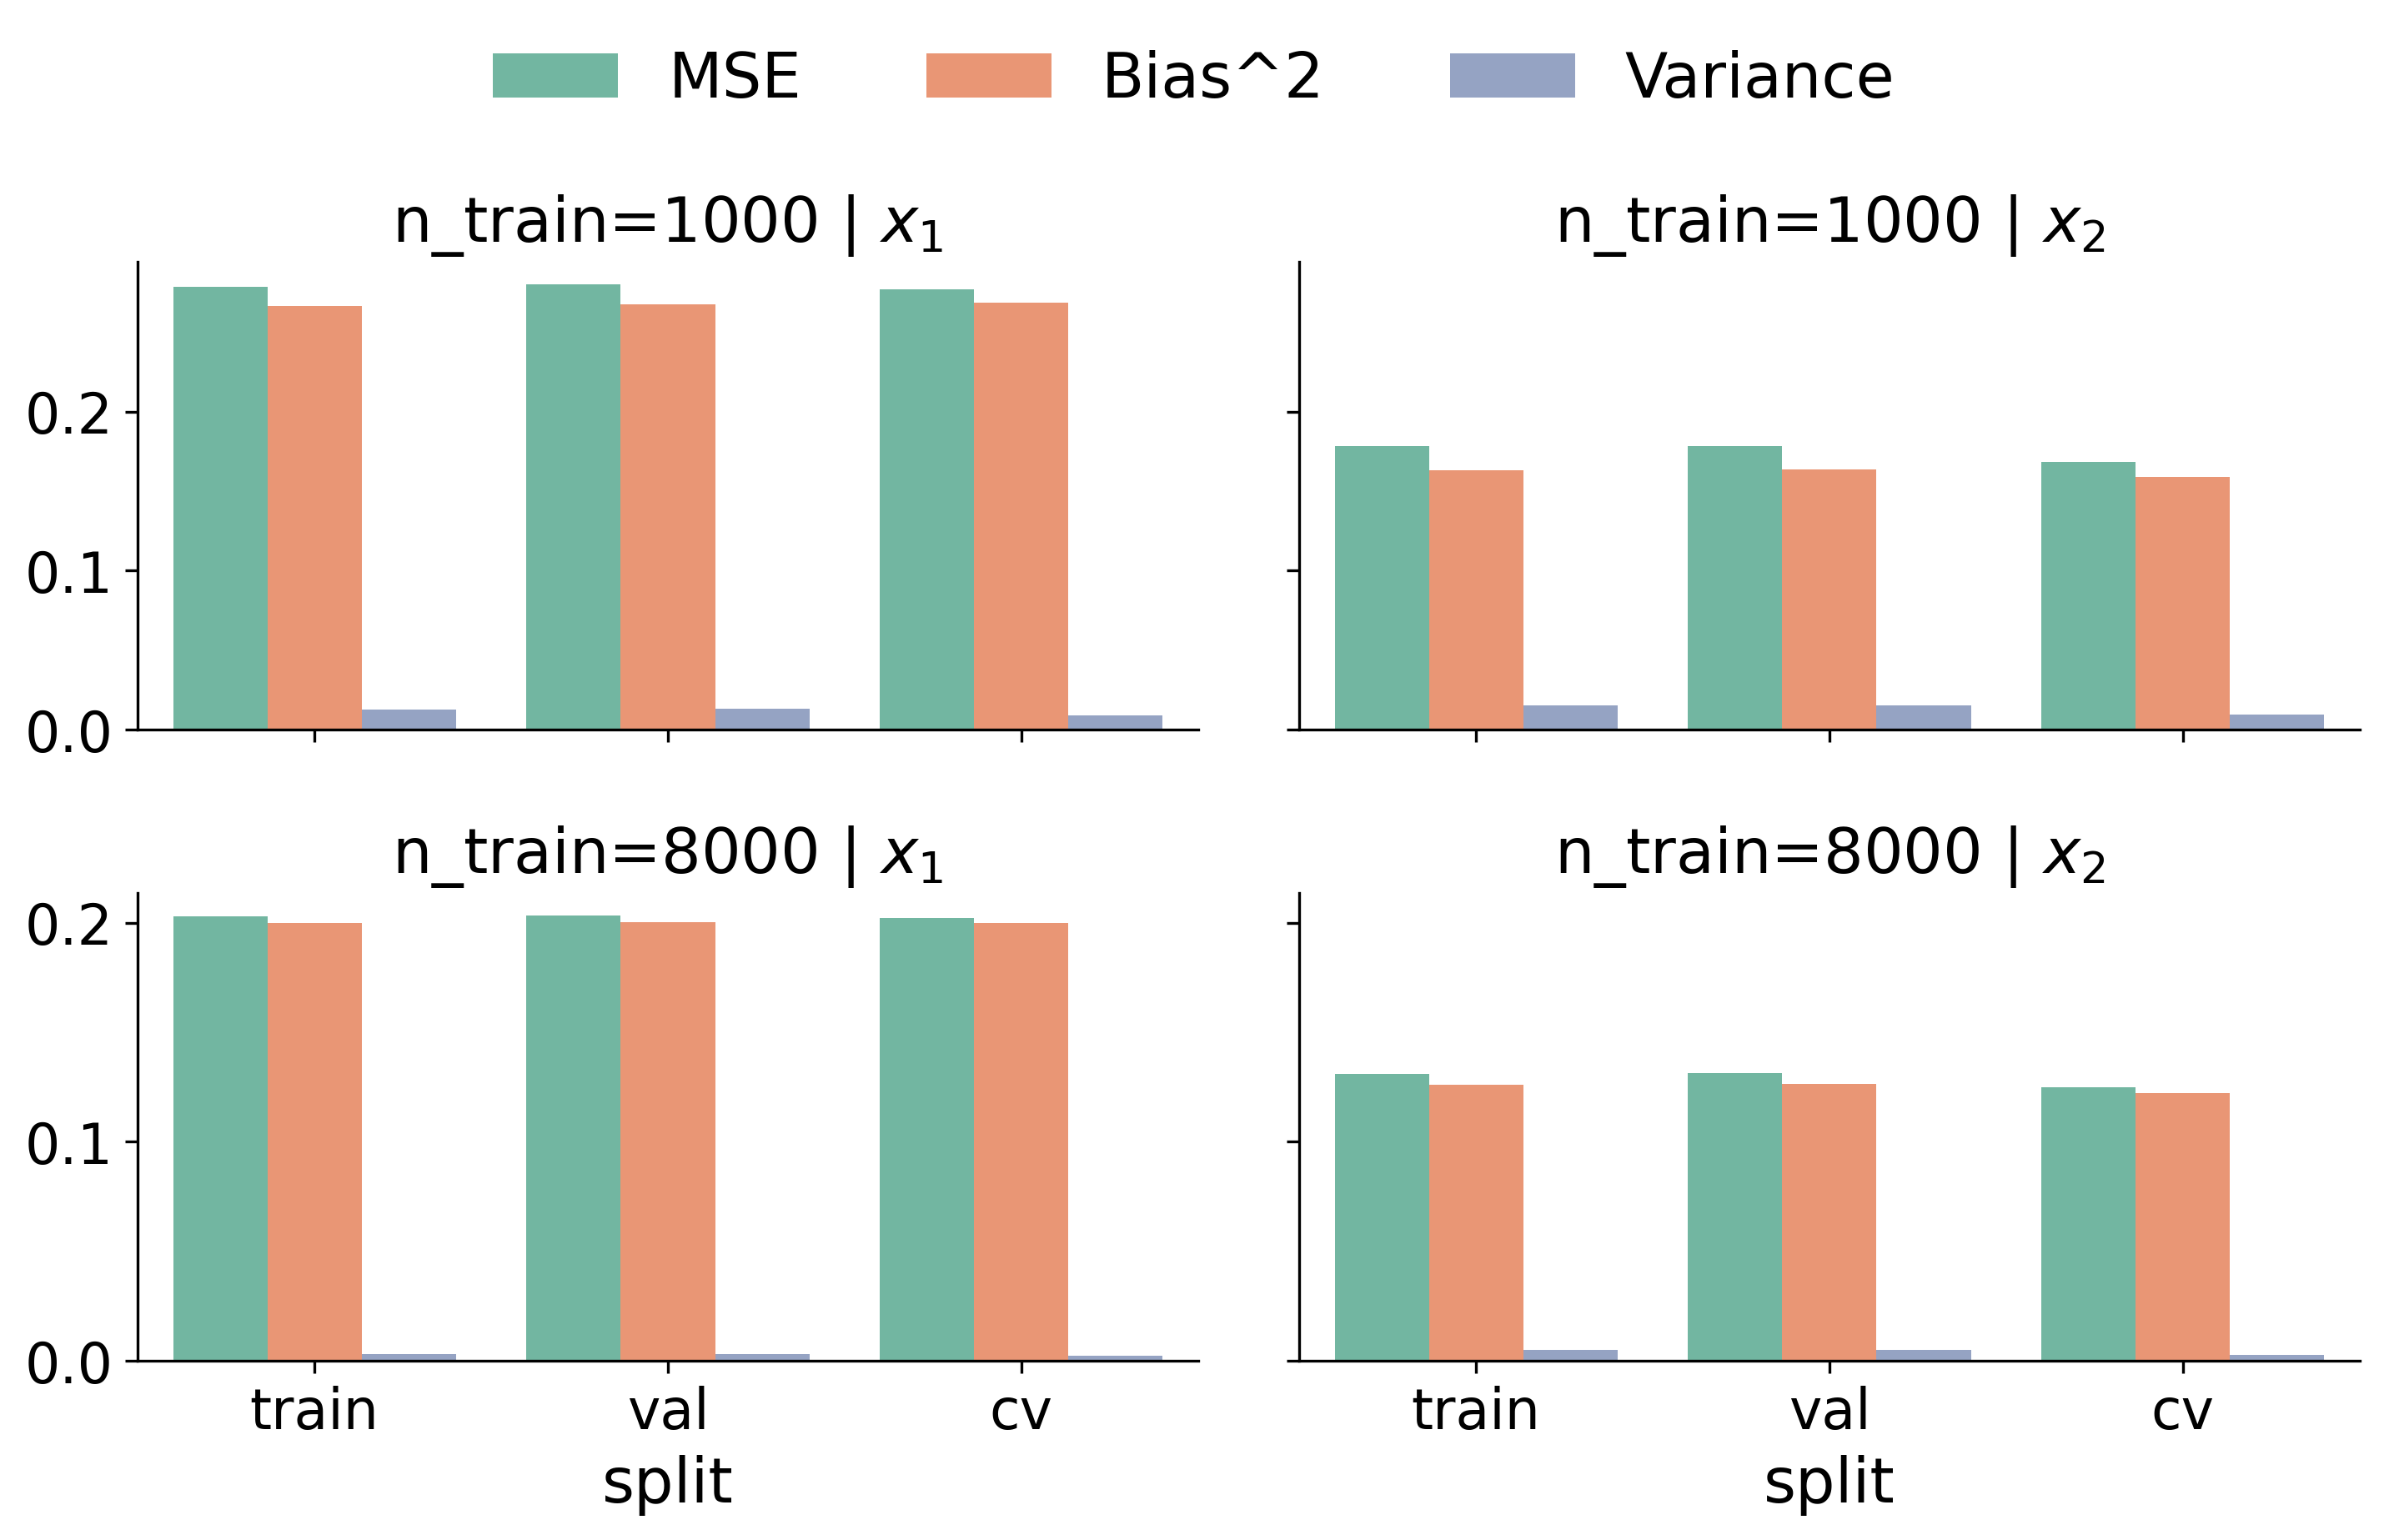 MSE Bias^2 Variance
n_train=1000 | x₁
n_train=1000 | x₂
0.2
0.1
0.0
n_train=8000 | x₁
n_train=8000 | x₂
0.2
0.1
0.0
train val cv
train val cv
split
split